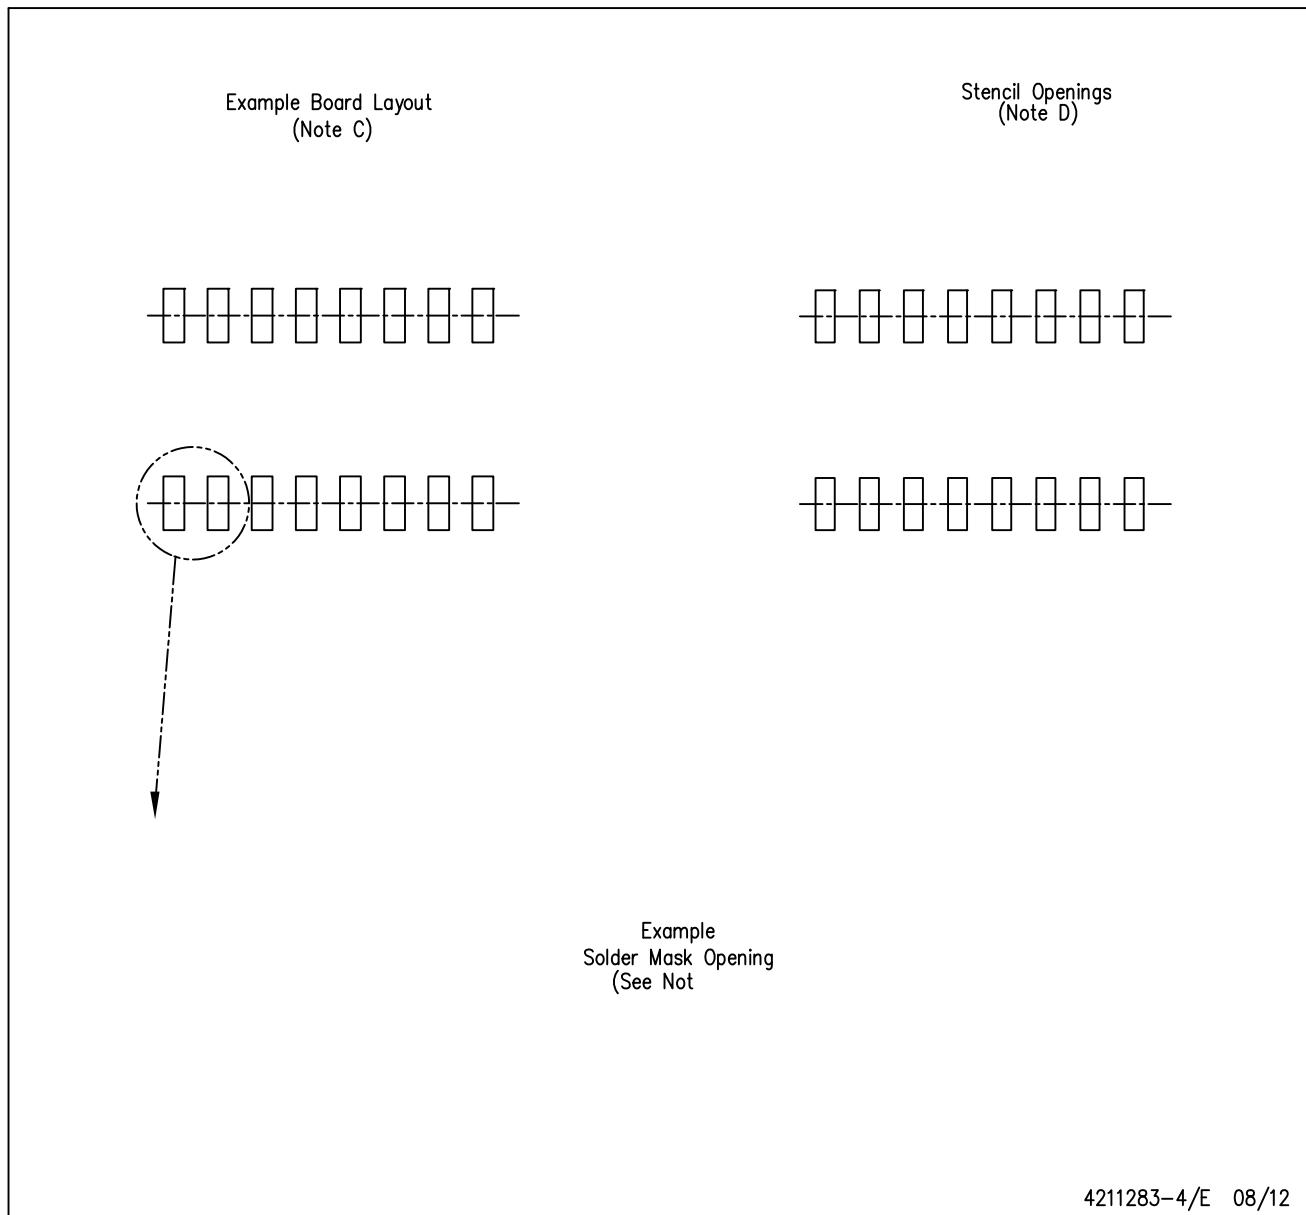 Example Board Layout
(Note C)
Stencil Openings
(Note D)
Example
Solder Mask Opening
(See Not
4211283-4/E 08/12